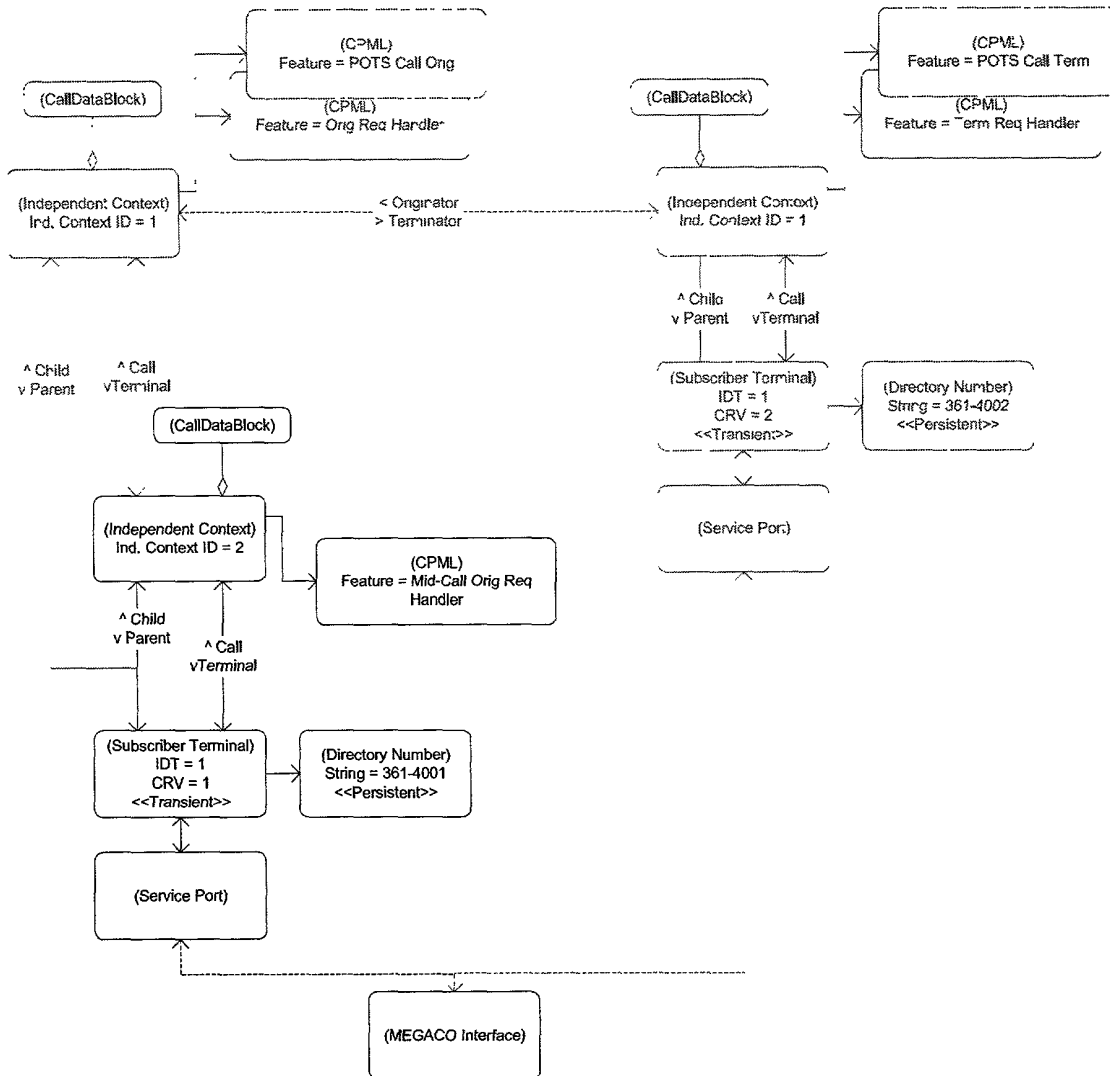 (CPML)
Feature = POTS Call Orig
(CPML)
Feature = POTS Call Term
(CallDataBlock)
(CPML)
Feature = Orig Req Handler
(CallDataBlock)
(CPML)
Feature = Term Req Handler
(Independent Context)
Ind. Context ID = 1
< Originator
> Terminator
(Independent Context)
Ind. Context ID = 1
^ Child
v Parent
^ Call
vTerminal
^ Child
v Parent
^ Call
vTerminal
(Subscriber Terminal)
IDT = 1
CRV = 2
<<Transient>>
(Directory Number)
String = 361-4002
<<Persistent>>
(CallDataBlock)
(Service Port)
(Independent Context)
Ind. Context ID = 2
(CPML)
Feature = Mid-Call Orig Req
Handler
^ Child
v Parent
^ Call
vTerminal
(Subscriber Terminal)
IDT = 1
CRV = 1
<<Transient>>
(Directory Number)
String = 361-4001
<<Persistent>>
(Service Port)
(MEGACO Interface)